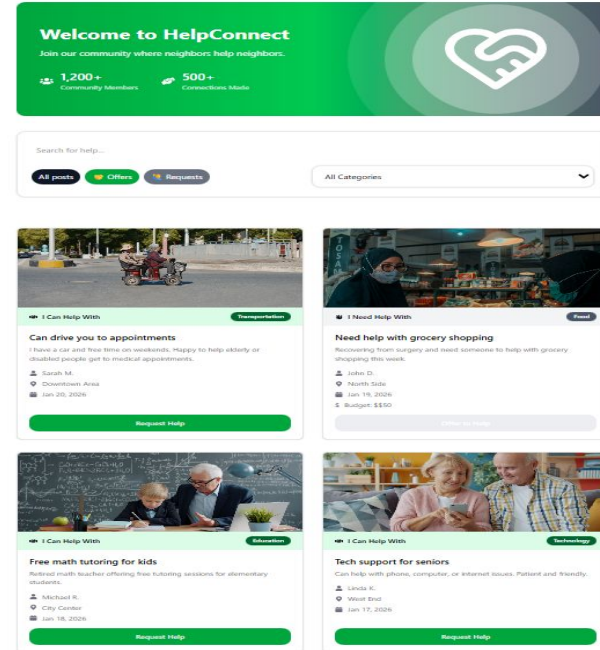 Welcome to HelpConnect
Join our community where neighbors help neighbors.
1,200+
Community Members
500+
Connections Made
Search for help...
All posts
Offers
Requests
All Categories
I Can Help With
Transportation
Can drive you to appointments
I have a car and free time on weekends. Happy to help elderly or
disabled people get to medical appointments.
Sarah M.
Downtown Area
Jan 20, 2026
Request Help
TOSAM
I Need Help With
Food
Need help with grocery shopping
Recovering from surgery and need someone to help with grocery
shopping this week.
John D.
North Side
Jan 19, 2026
$ Budget: $$50
Offer to Help
I Can Help With
Education
Free math tutoring for kids
Retired math teacher offering free tutoring sessions for elementary
students.
Michael R.
City Center
Jan 18, 2026
Request Help
I Can Help With
Technology
Tech support for seniors
Can help with phone, computer, or internet issues. Patient and friendly.
Linda K.
West End
Jan 17, 2026
Request Help